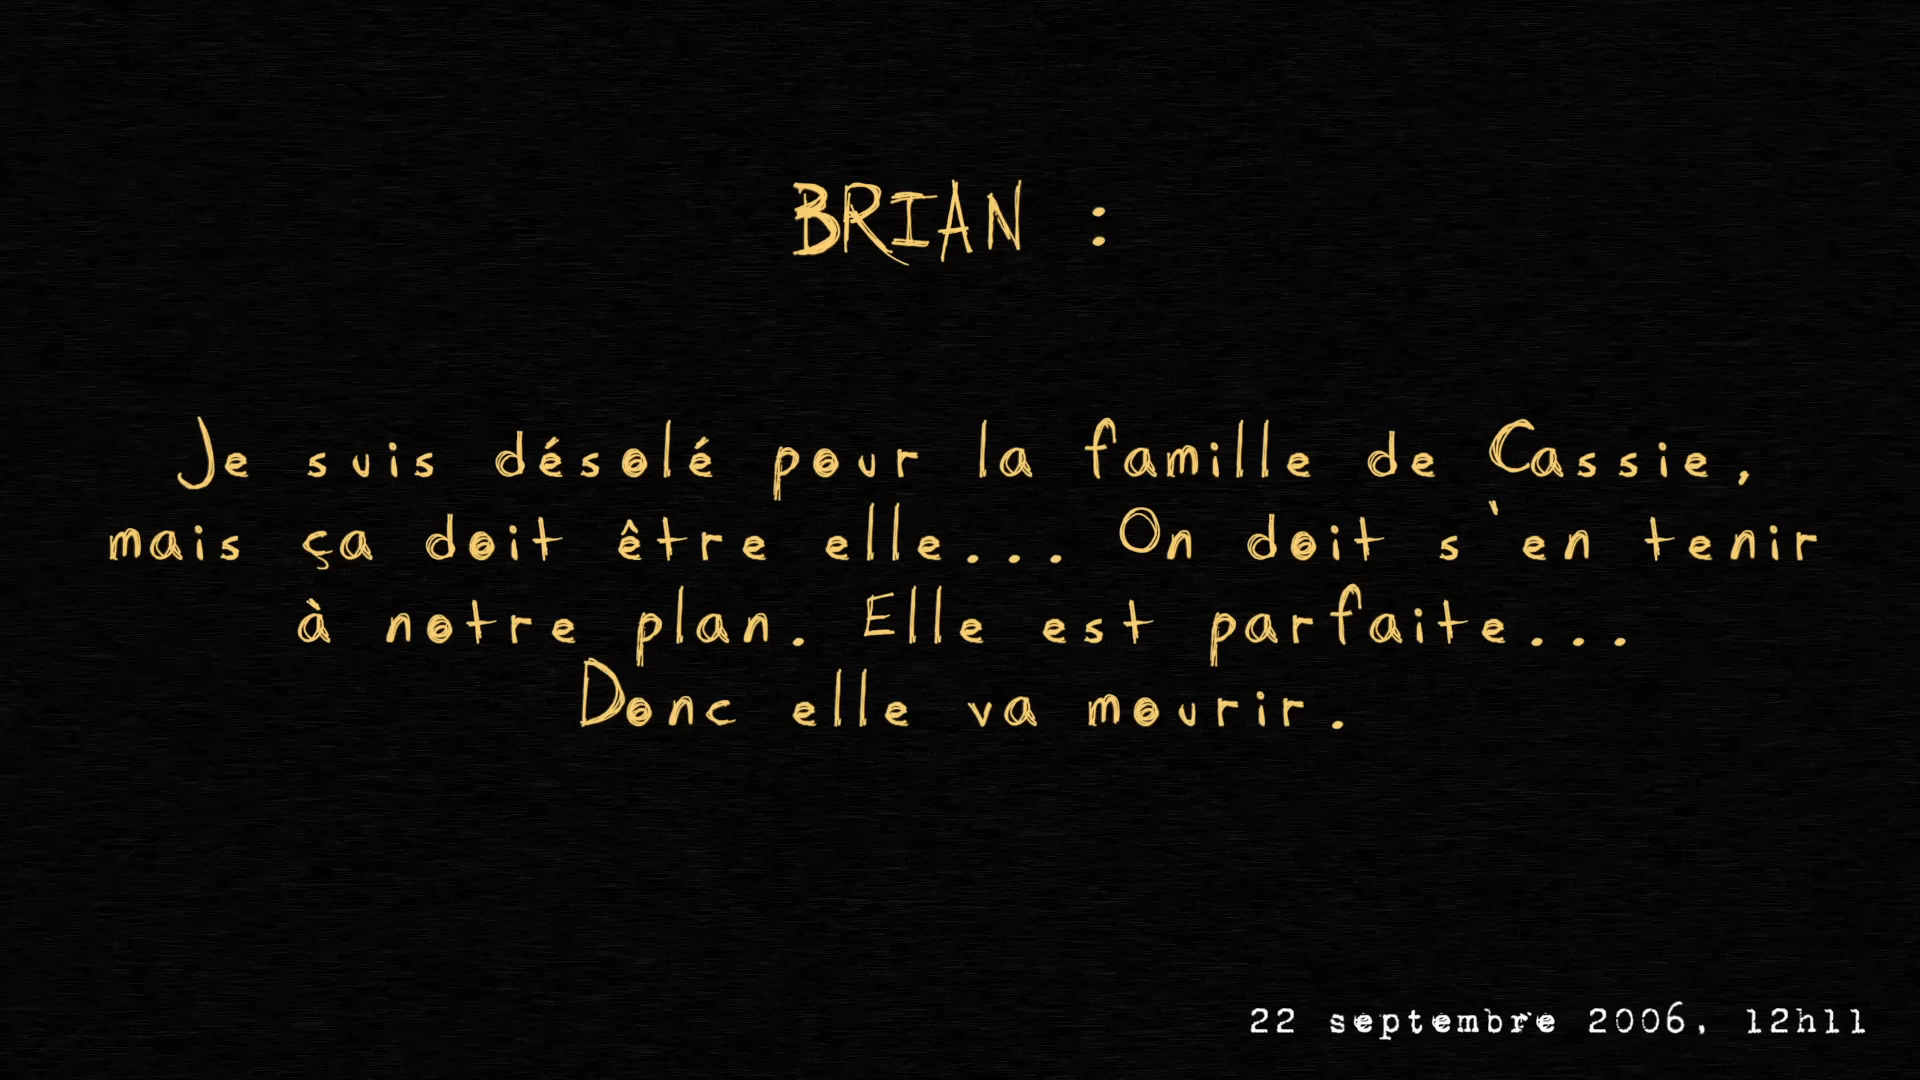 BRIAN :
Je suis désolé pour la famille de Cassie,
mais ça doit être elle... On doit s'en tenir
à notre plan. Elle est parfaite...
Donc elle va mourir.
22 septembre 2006, 12h11